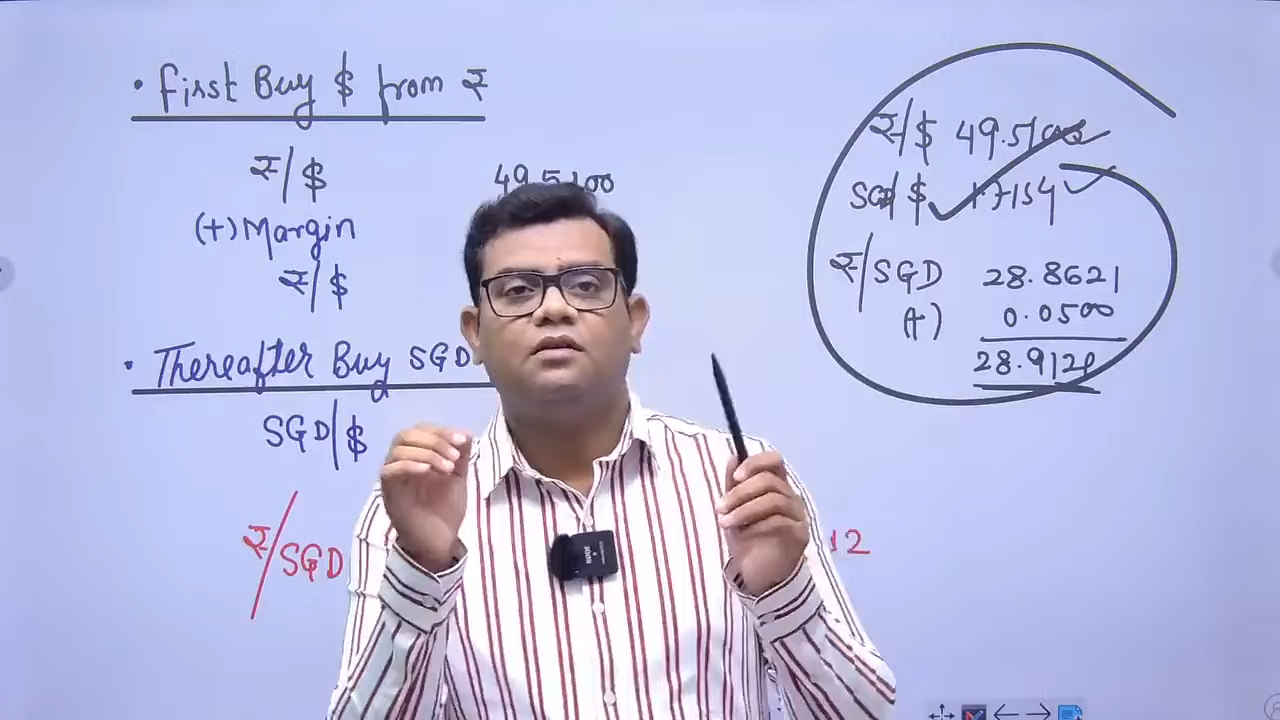 • First Buy $ from ₹
₹/$ 49.5100
(+) Margin
₹/$
• Thereafter Buy SGD
SGD/$
₹/SGD 12
₹/$ 49.5100
SGD/$ 1.7154
₹/SGD 28.8621
(+) 0.0500
28.9121